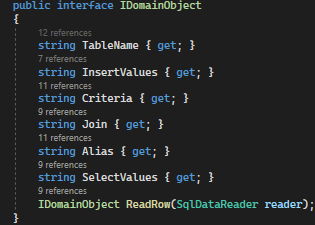 public interface IDomainObject
{
12 references
string TableName { get; }
7 references
string InsertValues { get; }
11 references
string Criteria { get; }
9 references
string Join { get; }
11 references
string Alias { get; }
9 references
string SelectValues { get; }
9 references
IDomainObject ReadRow(SqlDataReader reader);
}